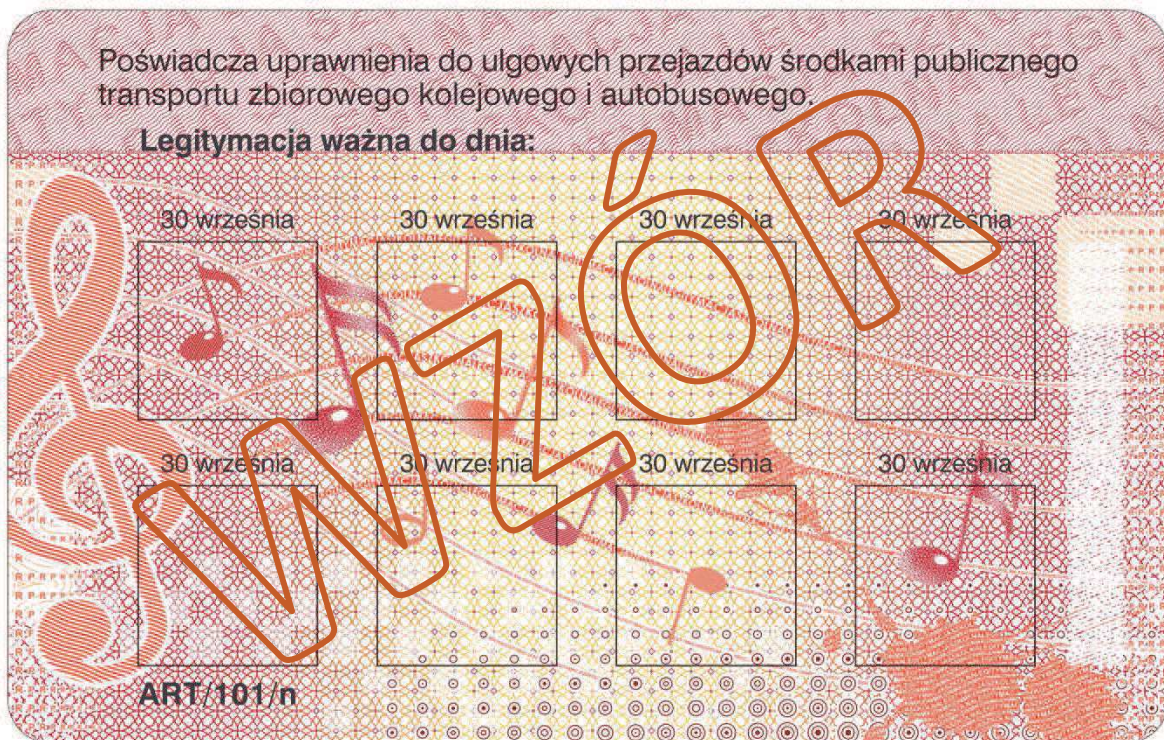 Poświadcza uprawnienia do ulgowych przejazdów środkami publicznego
transportu zbiorowego kolejowego i autobusowego.
Legitymacja ważna do dnia:
30 września 30 września 30 września 30 września
30 września 30 września 30 września 30 września
WZÓR
ART/101/n